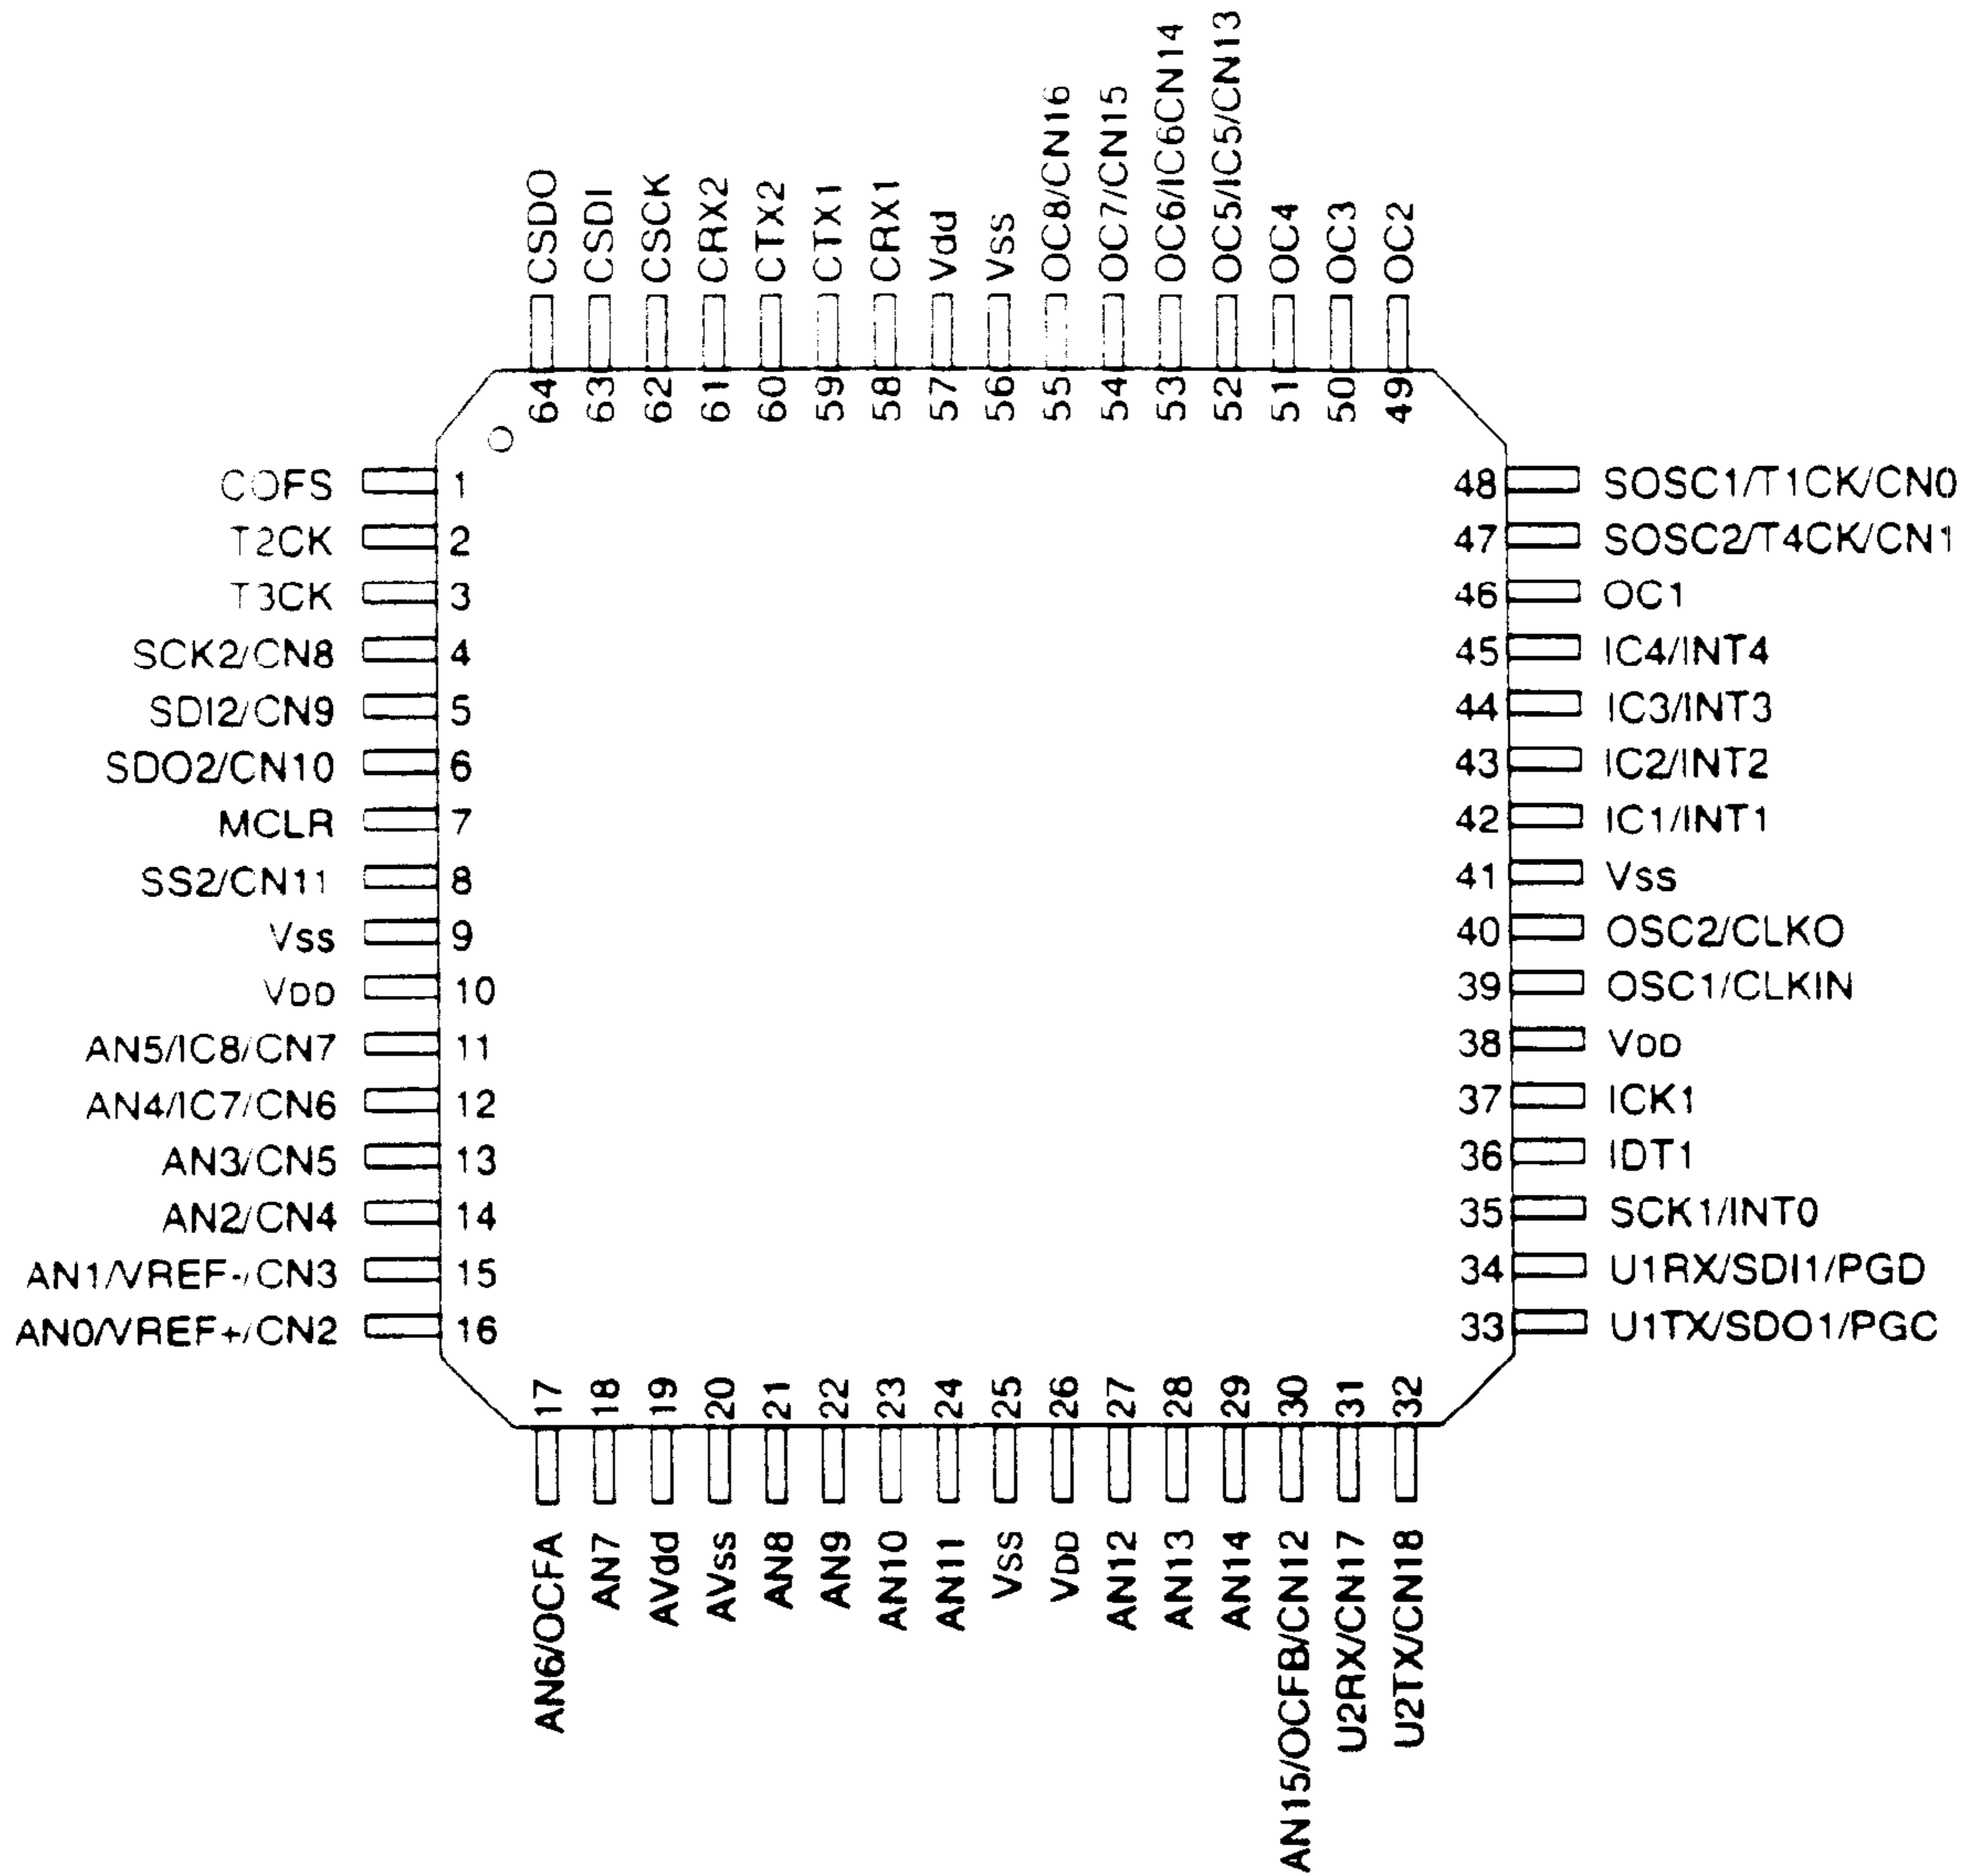 CSDO
CSDI
CSCK
CRX2
CTX2
CTX1
CRX1
Vdd
Vss
OC8/CN16
OC7/CN15
OC6/IC6CN14
OC5/IC5/CN13
OC4
OC3
OC2
64
63
62
61
60
59
58
57
56
55
54
53
52
51
50
49
COFS 1
T2CK 2
T3CK 3
SCK2/CN8 4
SDI2/CN9 5
SDO2/CN10 6
MCLR 7
SS2/CN11 8
Vss 9
VDD 10
AN5/IC8/CN7 11
AN4/IC7/CN6 12
AN3/CN5 13
AN2/CN4 14
AN1/VREF-/CN3 15
AN0/VREF+/CN2 16
48 SOSC1/T1CK/CN0
47 SOSC2/T4CK/CN1
46 OC1
45 IC4/INT4
44 IC3/INT3
43 IC2/INT2
42 IC1/INT1
41 Vss
40 OSC2/CLKO
39 OSC1/CLKIN
38 VDD
37 ICK1
36 IDT1
35 SCK1/INT0
34 U1RX/SDI1/PGD
33 U1TX/SDO1/PGC
17
18
19
20
21
22
23
24
25
26
27
28
29
30
31
32
AN6/OCFA
AN7
AVdd
AVss
AN8
AN9
AN10
AN11
Vss
VDD
AN12
AN13
AN14
AN15/OCFB/CN12
U2RX/CN17
U2TX/CN18